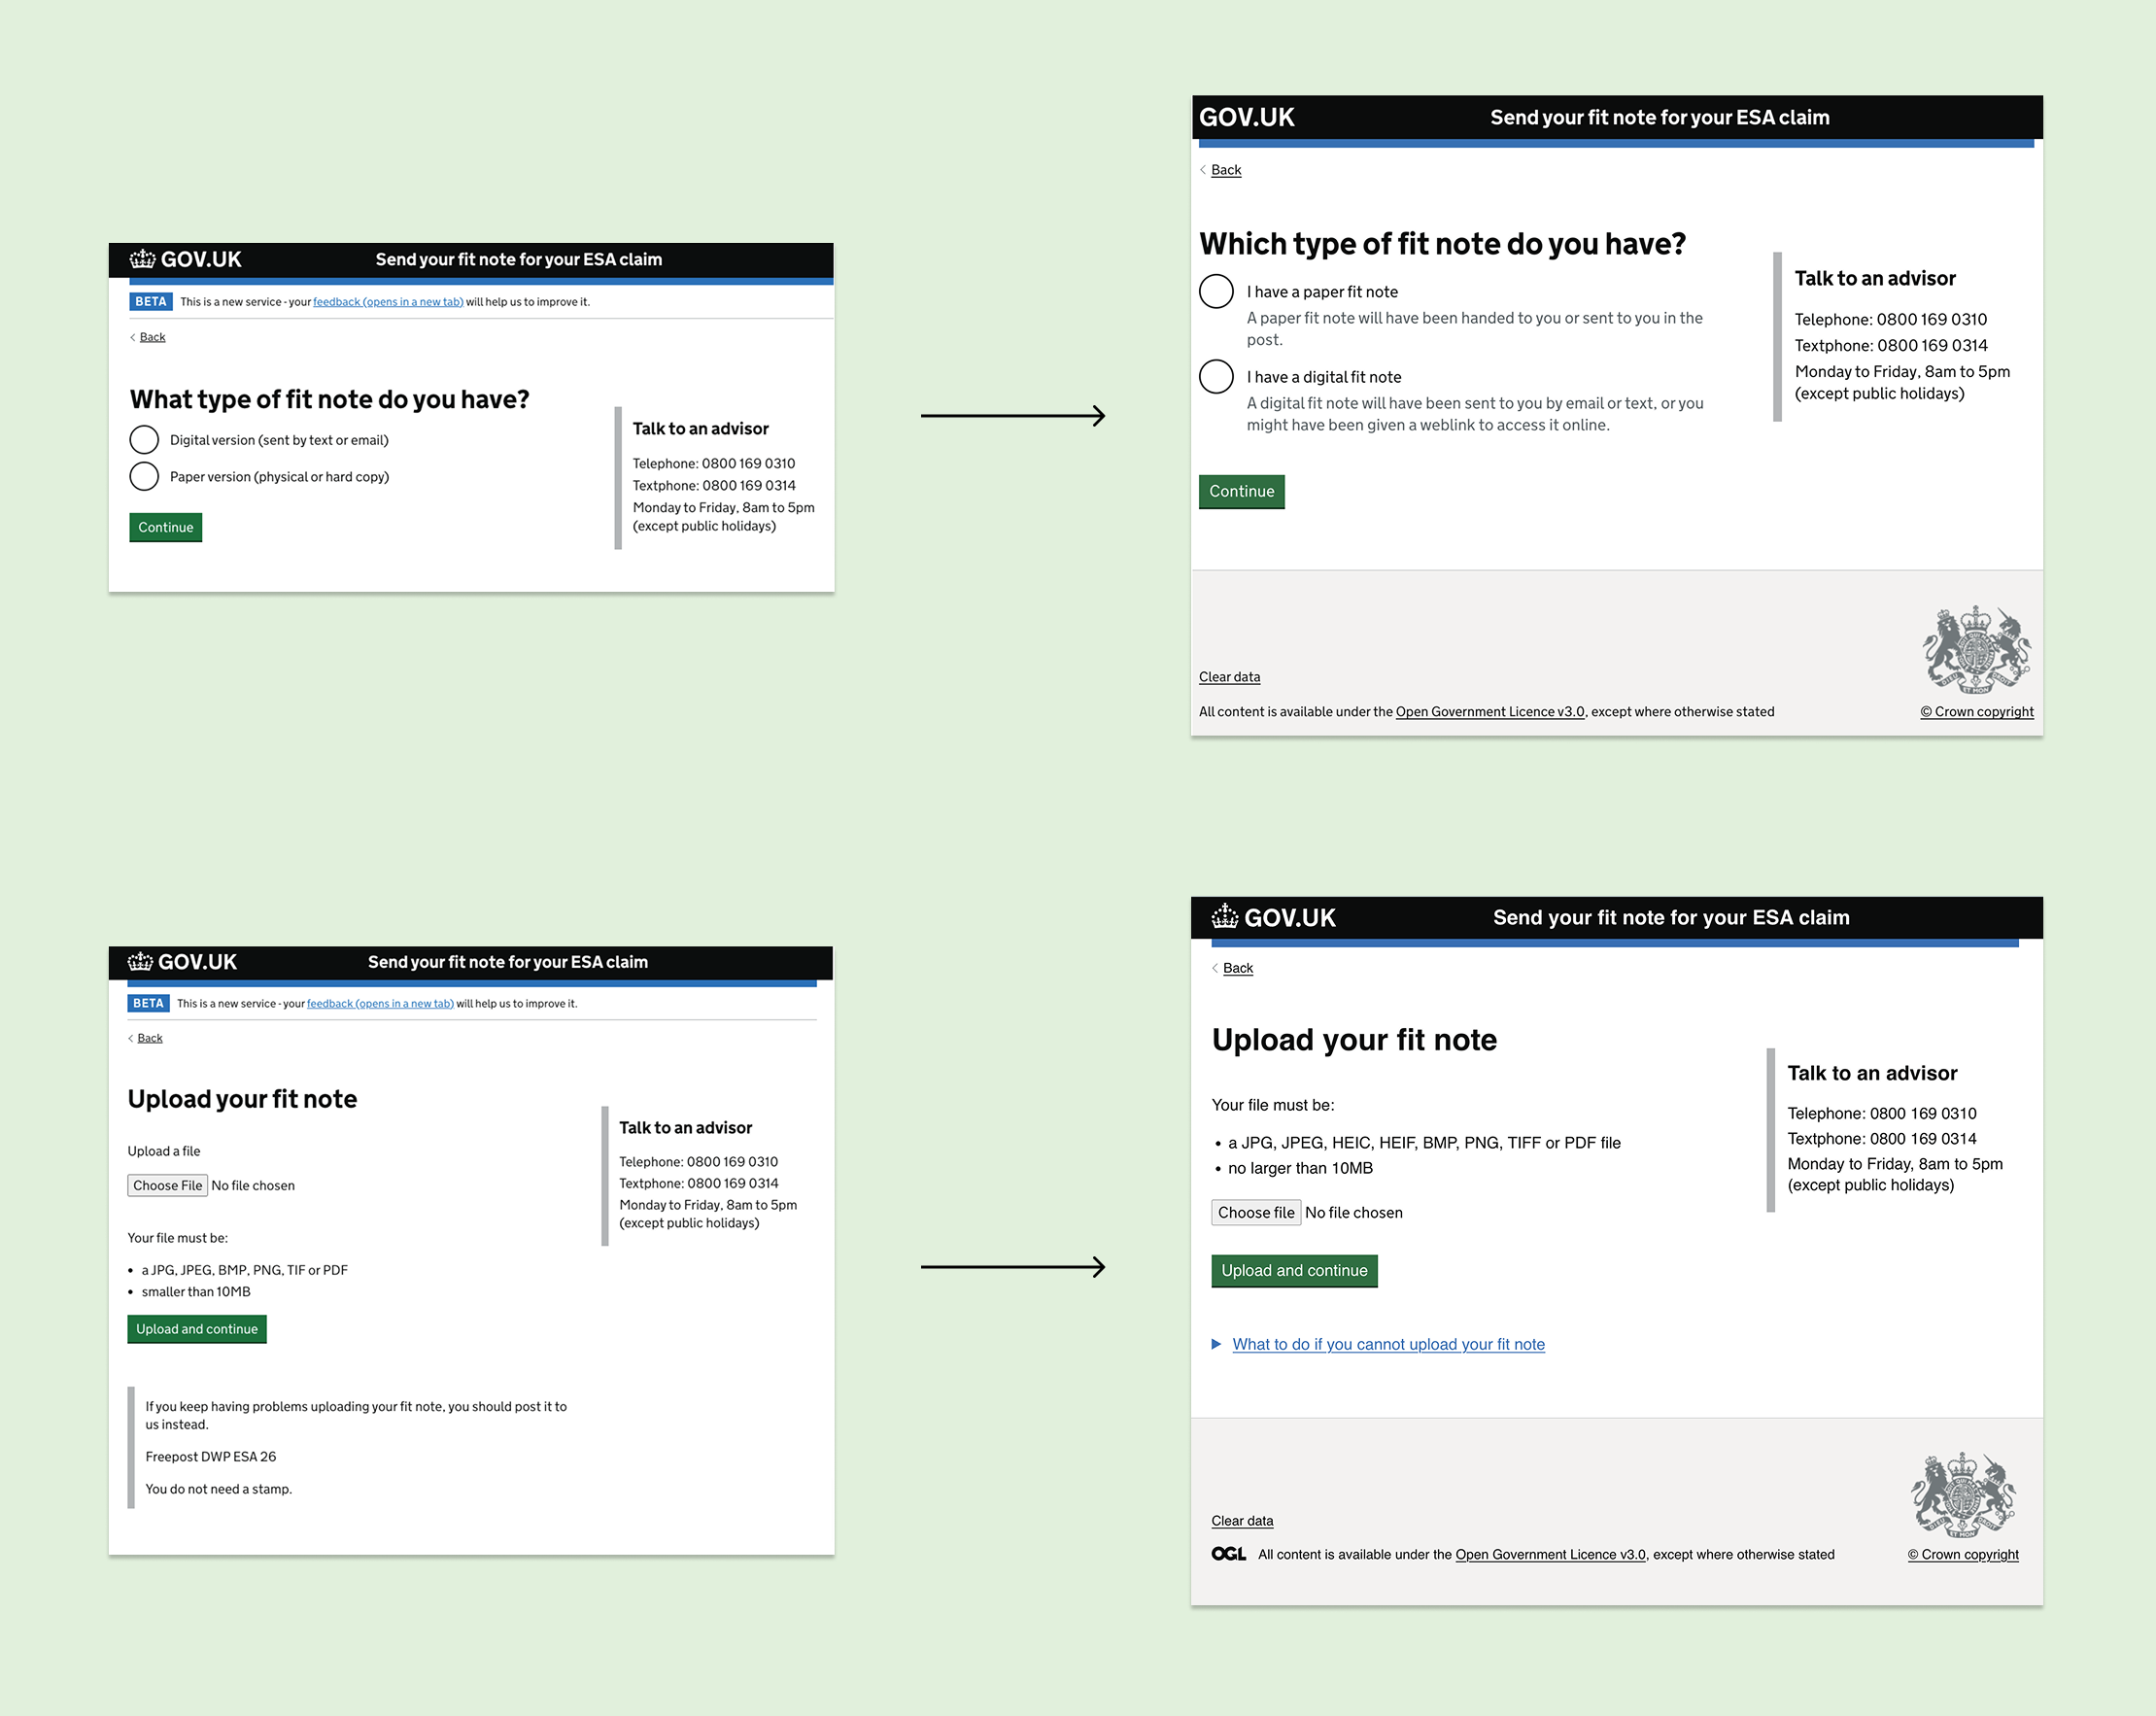 GOV.UK Send your fit note for your ESA claim
BETA This is a new service - your feedback (opens in a new tab) will help us to improve it.
Back
What type of fit note do you have?
Digital version (sent by text or email)
Paper version (physical or hard copy)
Continue
Talk to an advisor
Telephone: 0800 169 0310
Textphone: 0800 169 0314
Monday to Friday, 8am to 5pm
(except public holidays)
GOV.UK Send your fit note for your ESA claim
Back
Which type of fit note do you have?
I have a paper fit note
A paper fit note will have been handed to you or sent to you in the
post.
I have a digital fit note
A digital fit note will have been sent to you by email or text, or you
might have been given a weblink to access it online.
Continue
Talk to an advisor
Telephone: 0800 169 0310
Textphone: 0800 169 0314
Monday to Friday, 8am to 5pm
(except public holidays)
Clear data
All content is available under the Open Government Licence v3.0, except where otherwise stated
© Crown copyright
GOV.UK Send your fit note for your ESA claim
BETA This is a new service - your feedback (opens in a new tab) will help us to improve it.
Back
Upload your fit note
Upload a file
Choose File No file chosen
Your file must be:
• a JPG, JPEG, BMP, PNG, TIF or PDF
• smaller than 10MB
Upload and continue
If you keep having problems uploading your fit note, you should post it to
us instead.
Freepost DWP ESA 26
You do not need a stamp.
Talk to an advisor
Telephone: 0800 169 0310
Textphone: 0800 169 0314
Monday to Friday, 8am to 5pm
(except public holidays)
GOV.UK Send your fit note for your ESA claim
Back
Upload your fit note
Your file must be:
• a JPG, JPEG, HEIC, HEIF, BMP, PNG, TIFF or PDF file
• no larger than 10MB
Choose file No file chosen
Upload and continue
What to do if you cannot upload your fit note
Talk to an advisor
Telephone: 0800 169 0310
Textphone: 0800 169 0314
Monday to Friday, 8am to 5pm
(except public holidays)
Clear data
OGL All content is available under the Open Government Licence v3.0, except where otherwise stated
© Crown copyright